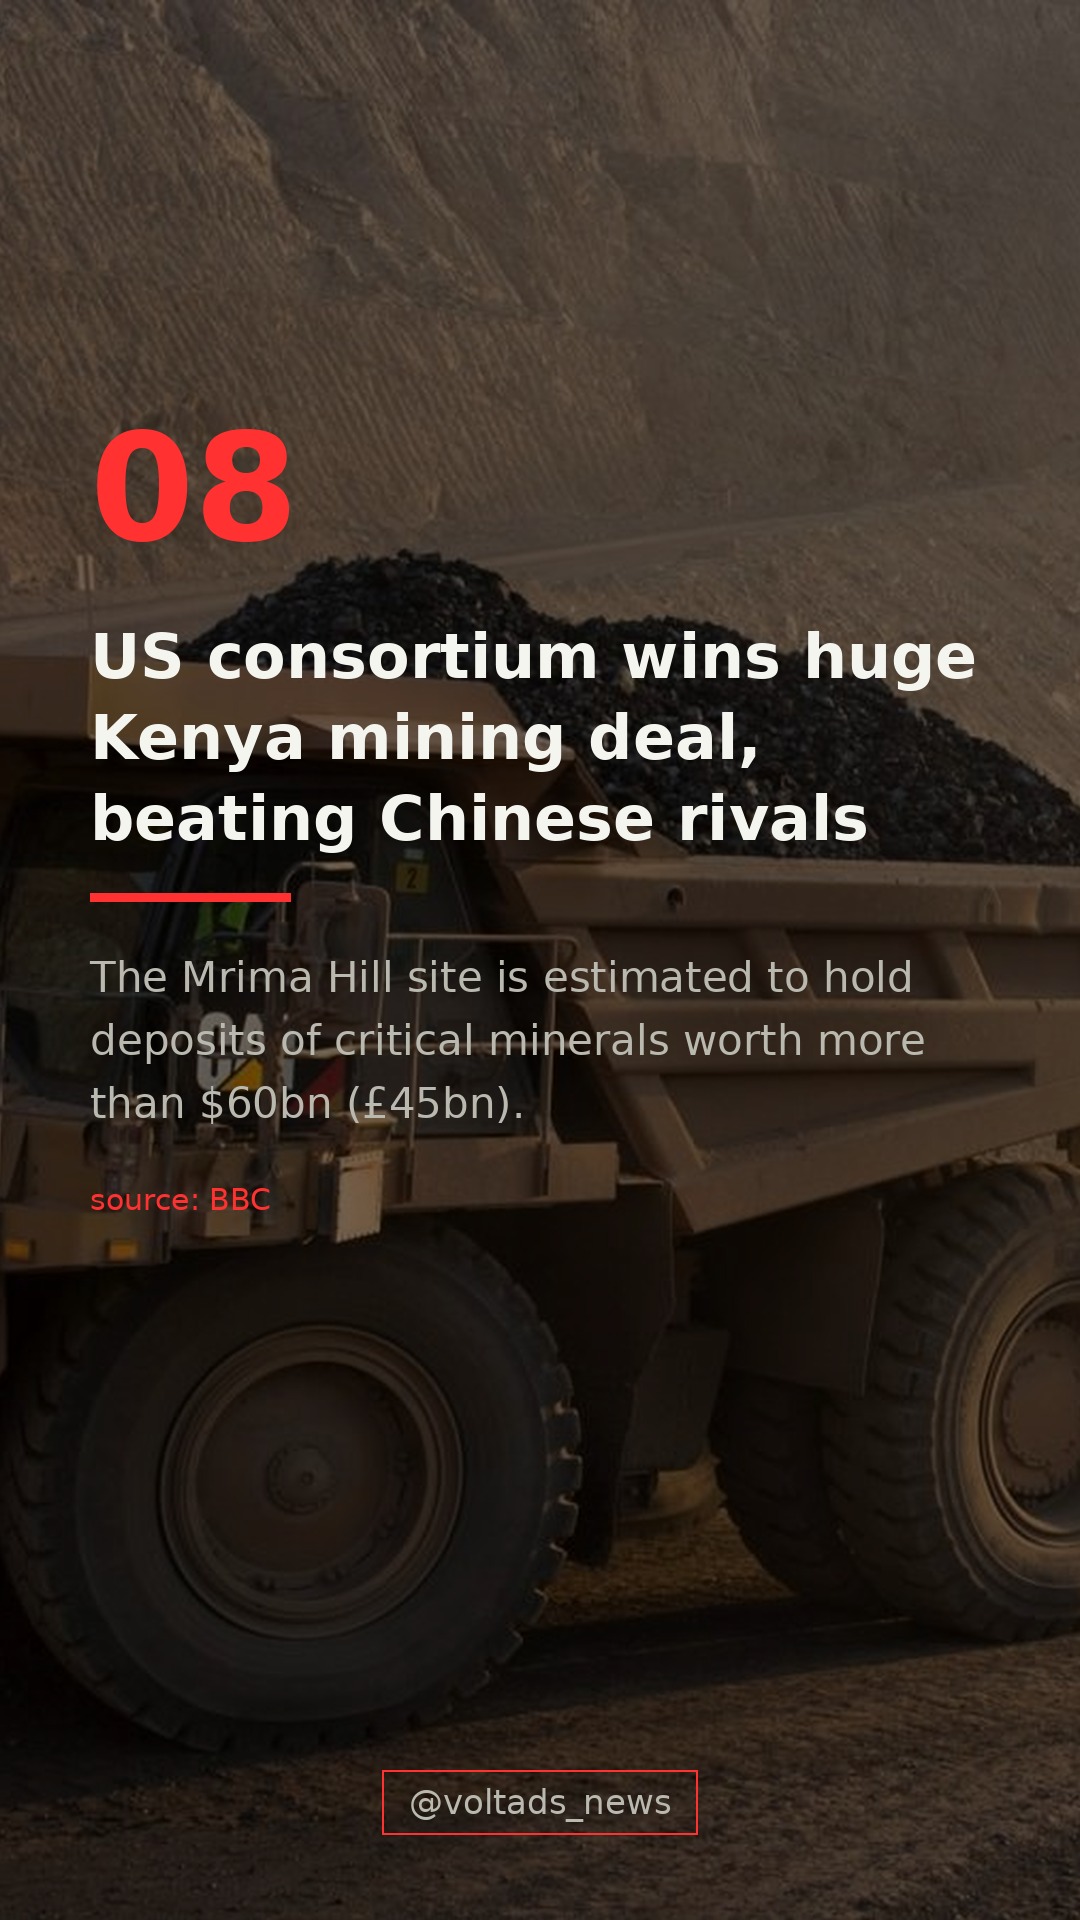 08
US consortium wins huge
Kenya mining deal,
beating Chinese rivals
2
The Mrima Hill site is estimated to hold
deposits of critical minerals worth more
than $60bn (£45bn).
source: BBC
@voltads_news